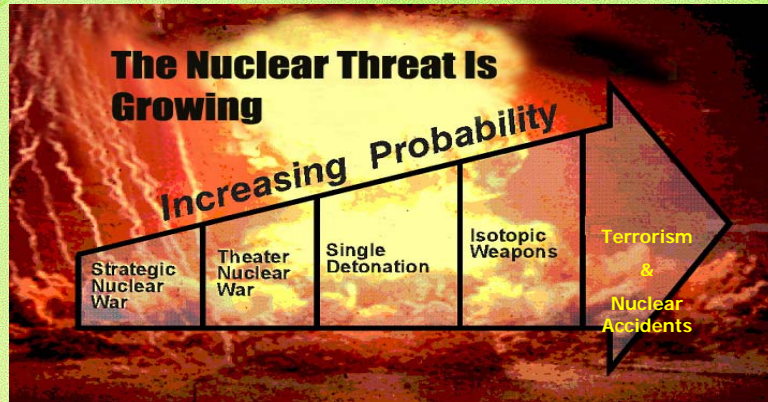 The Nuclear Threat Is
Growing
Increasing Probability
Strategic
Nuclear
War
Theater
Nuclear
War
Single
Detonation
Isotopic
Weapons
Terrorism
&
Nuclear
Accidents